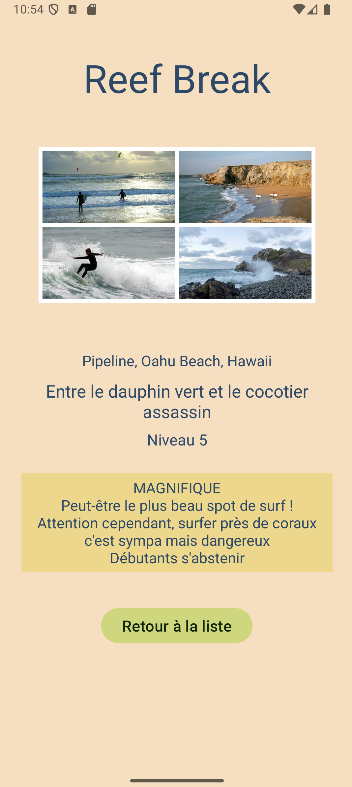 10:54
Reef Break
Pipeline, Oahu Beach, Hawaii
Entre le dauphin vert et le cocotier
assassin
Niveau 5
MAGNIFIQUE
Peut-être le plus beau spot de surf !
Attention cependant, surfer près de coraux
c'est sympa mais dangereux
Débutants s'abstenir
Retour à la liste